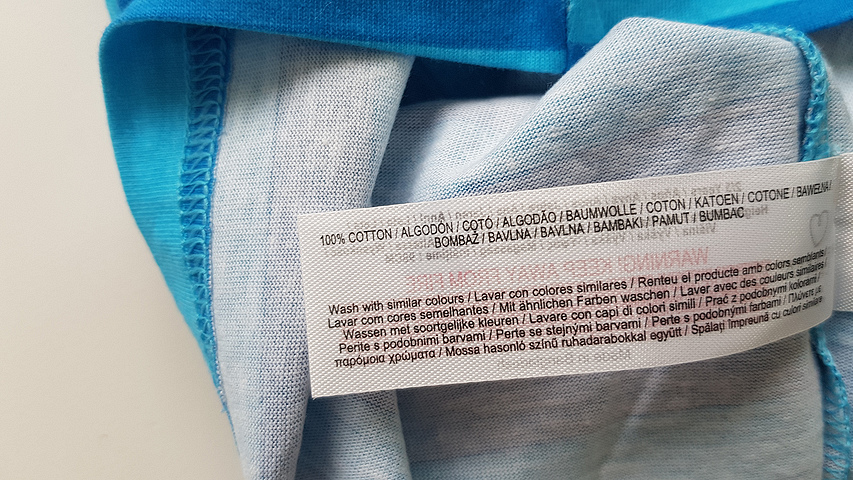 100% COTTON / ALGODÓN / COTÓ / ALGODÃO / BAUMWOLLE / COTON / KATOEN / COTONE / BAWEŁNA /
BOMBAŽ / BAVLNA / BAVLNA / BAMBAKI / PAMUT / BUMBAC
Wash with similar colours / Lavar con colores similares / Renteu el producte amb colors semblants /
Lavar com cores semelhantes / Mit ähnlichen Farben waschen / Laver avec des couleurs similaires /
Wassen met soortgelijke kleuren / Lavare con capi di colori simili / Prać z podobnymi kolorami /
Perite s podobnimi barvami / Perte se stejnými barvami / Perte s podobnými farbami / Πλύνετε με
παρόμοια χρώματα / Mossa hasonló színű ruhadarabokkal együtt / Spălați împreună cu culori similare
WARNING! KEEP AWAY FROM FIRE